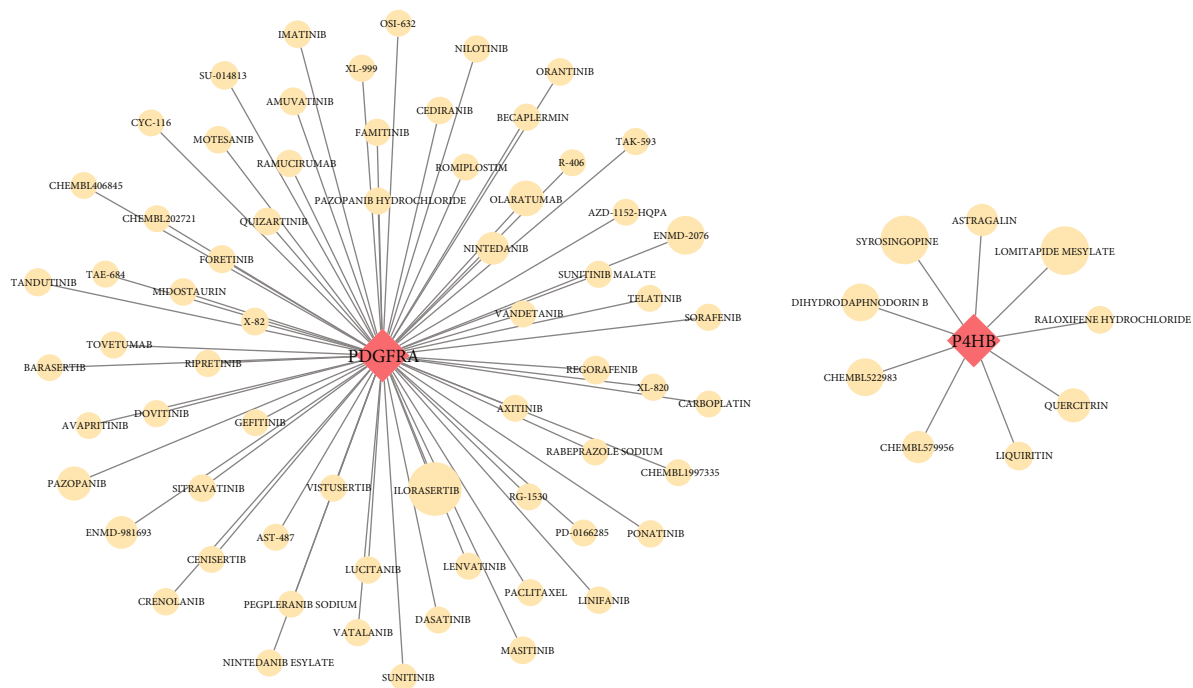 OSI-632
IMATINIB
NILOTINIB
XL-999
ORANTINIB
SU-014813
AMUVATINIB
CEDIRANIB
BECAPLERMIN
CYC-116
FAMITINIB
MOTESANIB
TAK-593
RAMUCIRUMAB
ROMIPLOSTIM
R-406
CHEMBL406845
PAZOPANIB HYDROCHLORIDE
OLARATUMAB
CHEMBL202721
QUIZARTINIB
AZD-1152-HQPA
ENMD-2076
NINTEDANIB
FORETINIB
TANDUTINIB
TAE-684
SUNITINIB MALATE
MIDOSTAURIN
TELATINIB
X-82
VANDETANIB
SORAFENIB
TOVETUMAB
PDGFRA
BARASERTIB
RIPRETINIB
REGORAFENIB
XL-820
CARBOPLATIN
AVAPRITINIB
DOVITINIB
AXITINIB
GEFITINIB
RABEPRAZOLE SODIUM
CHEMBL1997335
PAZOPANIB
SITRAVATINIB
VISTUSERTIB
ILORASERTIB
RG-1530
ENMD-981693
AST-487
PD-0166285
PONATINIB
CENISERTIB
LUCITANIB
LENVATINIB
CRENOLANIB
PEGPLERANIB SODIUM
PACLITAXEL
LINIFANIB
VATALANIB
DASATINIB
MASITINIB
NINTEDANIB ESYLATE
SUNITINIB
ASTRAGALIN
SYROSINGOPINE
LOMITAPIDE MESYLATE
DIHYDRODAPHNODORIN B
RALOXIFENE HYDROCHLORIDE
P4HB
CHEMBL522983
QUERCITRIN
CHEMBL579956
LIQUIRITIN